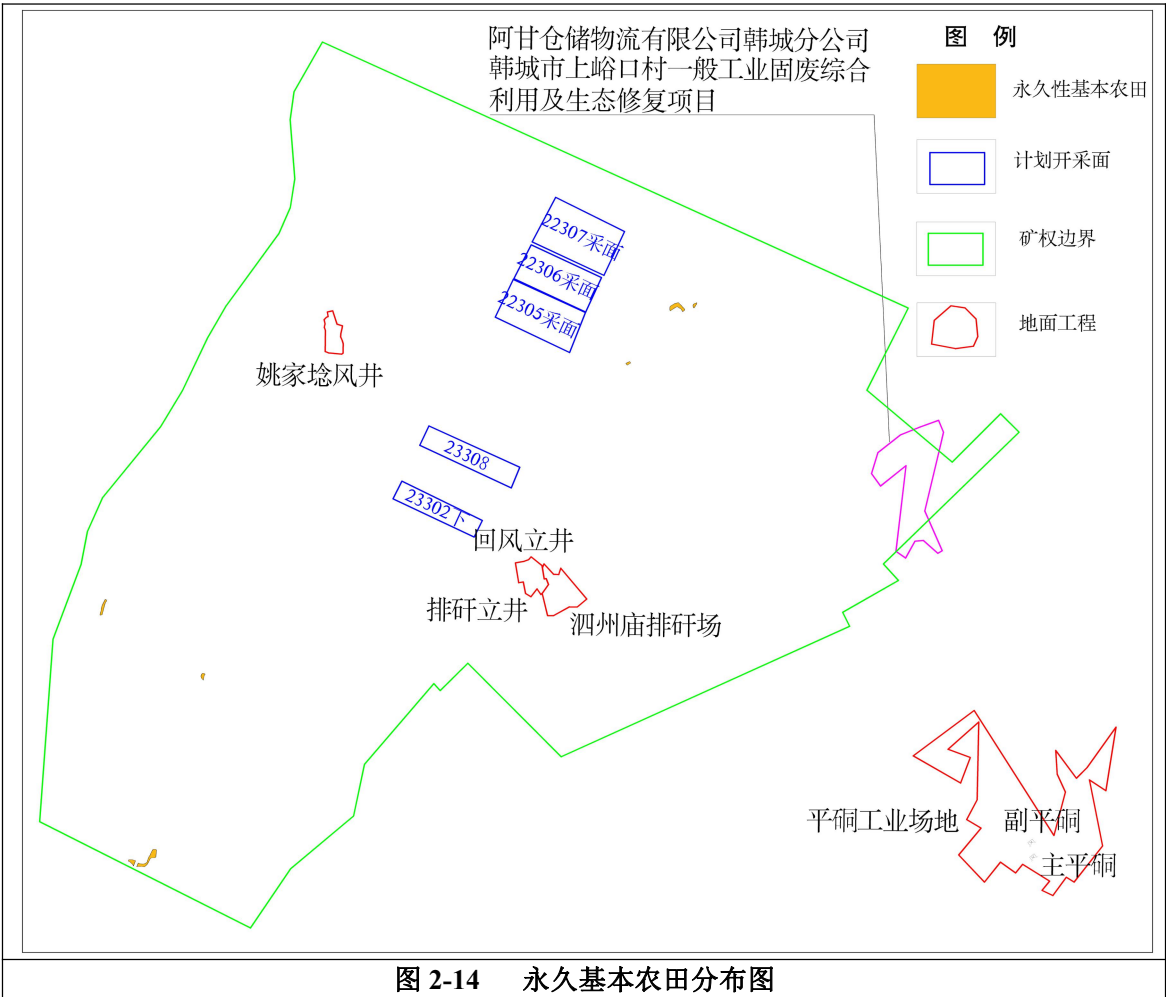 阿甘仓储物流有限公司韩城分公司
韩城市上峪口村一般工业固废综合
利用及生态修复项目
图 例
永久性基本农田
计划开采面
矿权边界
地面工程
22307采面
22306采面
22305采面
姚家埝风井
23308
23302下
回风立井
排矸立井
泗州庙排矸场
平硐工业场地
副平硐
主平硐
图 2-14 永久基本农田分布图